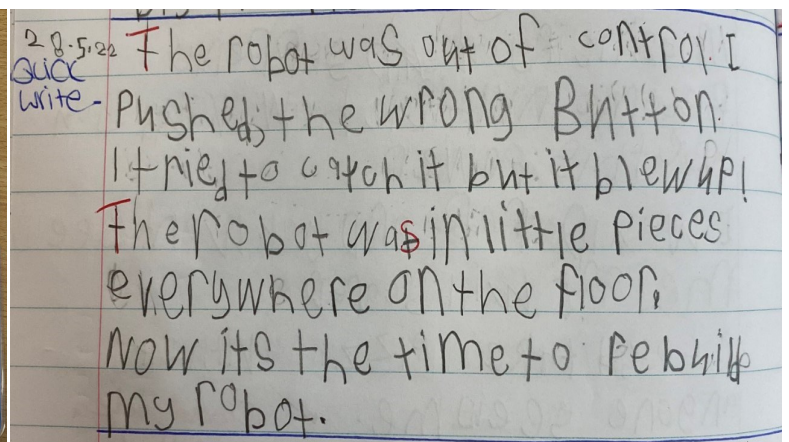 28.5.22 The robot was out of control. I
Quick write- pushed, the wrong Button
I tried to catch it but it blew up!
The robot was in little pieces
everywhere on the floor.
Now its the time to rebuild
my robot.